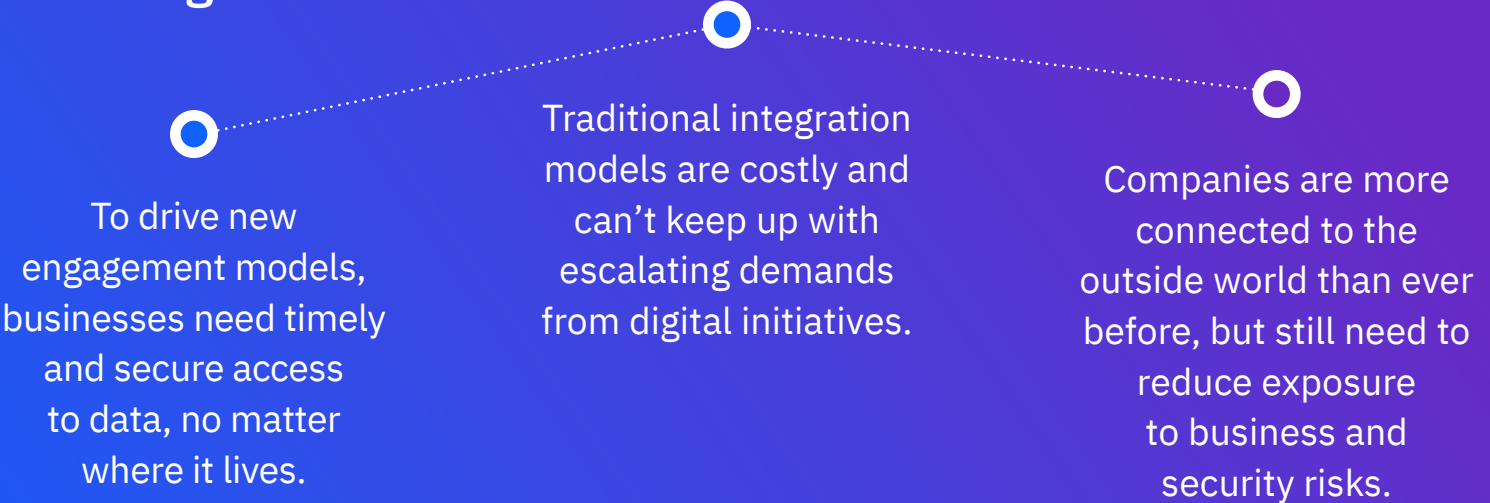 To drive new
engagement models,
businesses need timely
and secure access
to data, no matter
where it lives.
Traditional integration
models are costly and
can’t keep up with
escalating demands
from digital initiatives.
Companies are more
connected to the
outside world than ever
before, but still need to
reduce exposure
to business and
security risks.